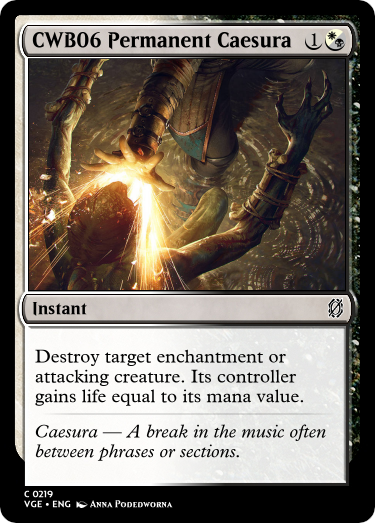 CWB06 Permanent Caesura 1
Instant
Destroy target enchantment or
attacking creature. Its controller
gains life equal to its mana value.
Caesura — A break in the music often
between phrases or sections.
C 0219
VGE • ENG Anna Podedworna